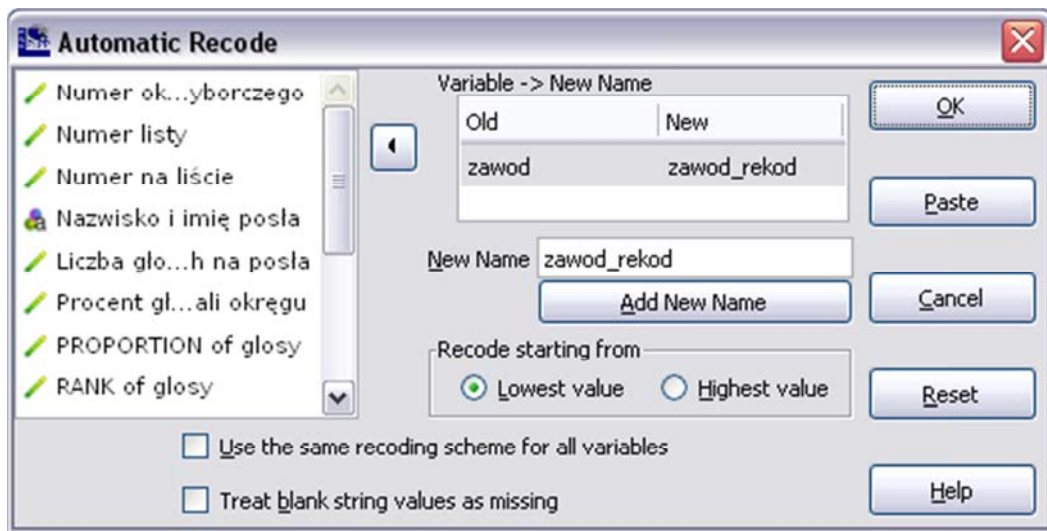 Automatic Recode
Numer ok...yborczego
Numer listy
Numer na liście
Nazwisko i imię posła
Liczba gło...h na posła
Procent gł...ali okręgu
PROPORTION of glosy
RANK of glosy
Variable -> New Name
Old New
zawod zawod_rekod
New Name zawod_rekod
Add New Name
Recode starting from
Lowest value Highest value
Use the same recoding scheme for all variables
Treat blank string values as missing
OK
Paste
Cancel
Reset
Help